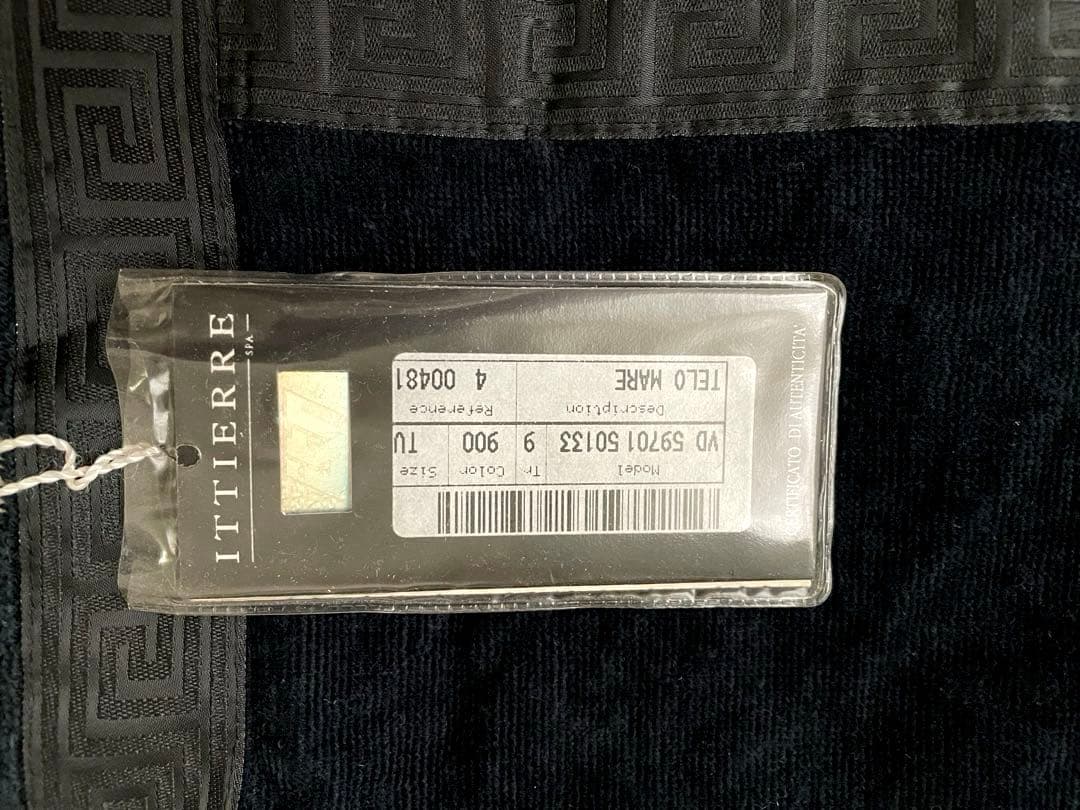 ITTIERRE
SPA
Model Tr Color Size
VD 59701 50133 9 900 TU
Description Reference
TELO MARE 4 00481
CERTIFICATO DI AUTENTICITA'